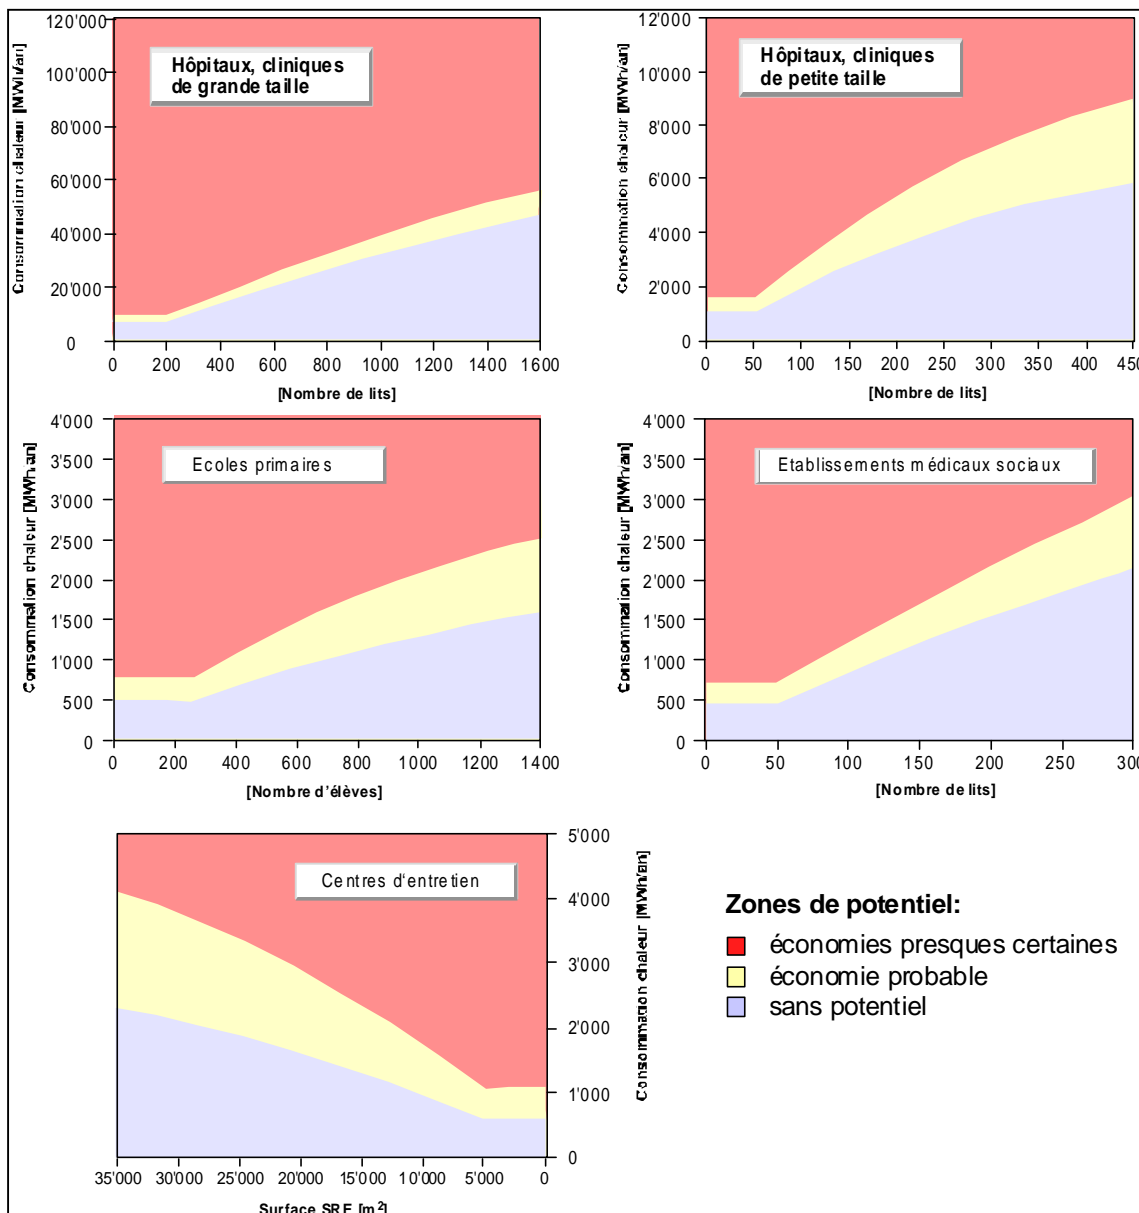 Hôpitaux, cliniques
de grande taille
Consommation chaleur [MWh/an]
120'000
100'000
80'000
60'000
40'000
20'000
0
0 200 400 600 800 1000 1200 1400 1600
[Nombre de lits]
Hôpitaux, cliniques
de petite taille
Consommation chaleur [MWh/an]
12'000
10'000
8'000
6'000
4'000
2'000
0
0 50 100 150 200 250 300 350 400 450
[Nombre de lits]
Ecoles primaires
Consommation chaleur [MWh/an]
4'000
3'500
3'000
2'500
2'000
1'500
1'000
500
0
0 200 400 600 800 1000 1200 1400
[Nombre d'élèves]
Etablissements médicaux sociaux
Consommation chaleur [MWh/an]
4'000
3'500
3'000
2'500
2'000
1'500
1'000
500
0
0 50 100 150 200 250 300
[Nombre de lits]
Centres d'entretien
5'000
4'000
3'000
2'000
1'000
0
Consommation chaleur [MWh/an]
35'000 30'000 25'000 20'000 15'000 10'000 5'000 0
Surface SRE [m²]
Zones de potentiel:
économies presques certaines
économie probable
sans potentiel